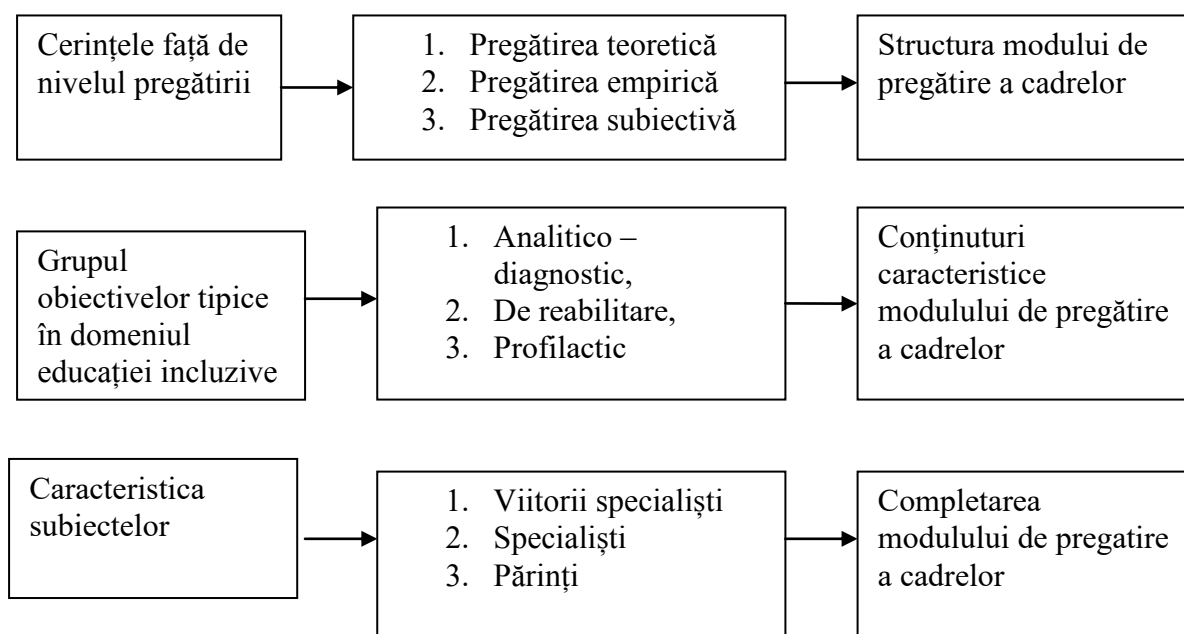 Cerințele față de
nivelul pregătirii
1. Pregătirea teoretică
2. Pregătirea empirică
3. Pregătirea subiectivă
Structura modului de
pregătire a cadrelor
Grupul
obiectivelor tipice
în domeniul
educației incluzive
1. Analitico –
diagnostic,
2. De reabilitare,
3. Profilactic
Conținuturi
caracteristice
modulului de pregătire
a cadrelor
Caracteristica
subiectelor
1. Viitorii specialiști
2. Specialiști
3. Părinți
Completarea
modulului de pregatire
a cadrelor